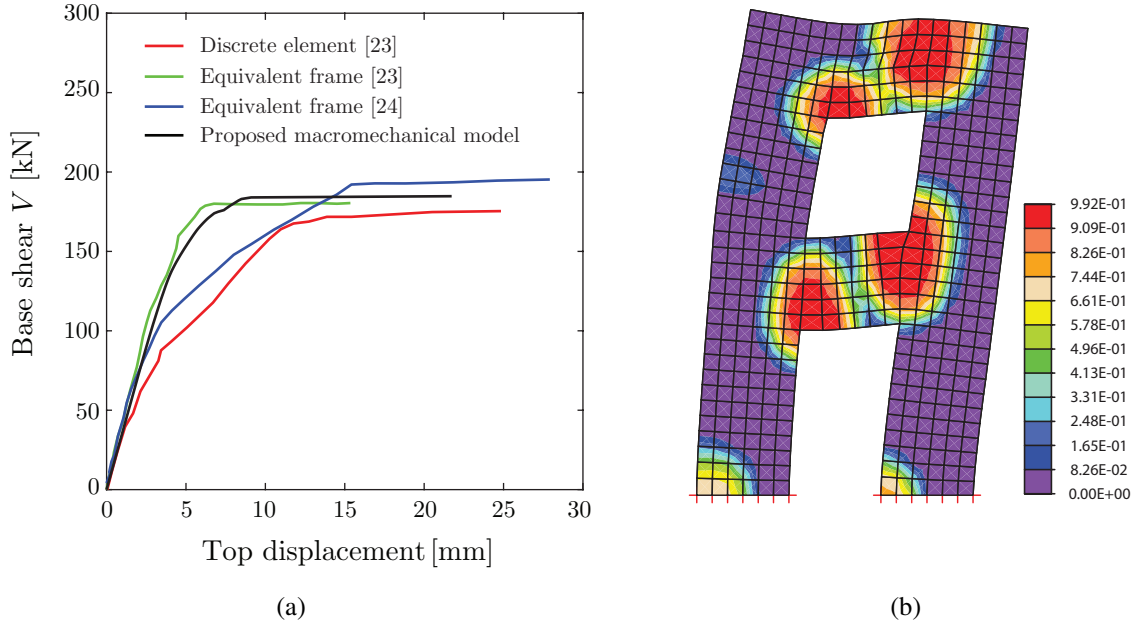 300
250
200
150
100
50
0
Base shear V [kN]
Discrete element [23]
Equivalent frame [23]
Equivalent frame [24]
Proposed macromechanical model
0 5 10 15 20 25 30
Top displacement [mm]
(a)
9.92E-01
9.09E-01
8.26E-01
7.44E-01
6.61E-01
5.78E-01
4.96E-01
4.13E-01
3.31E-01
2.48E-01
1.65E-01
8.26E-02
0.00E+00
(b)